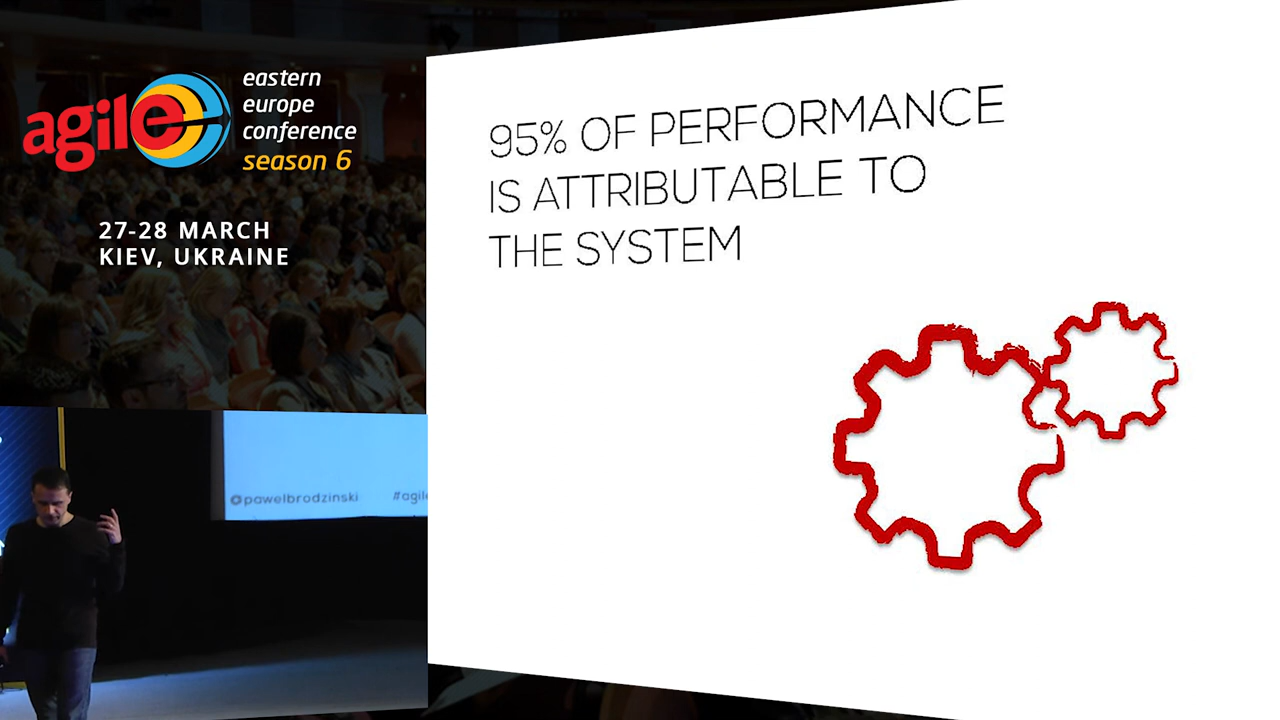 agile
eastern
europe
conference
season 6
27-28 MARCH
KIEV, UKRAINE
95% OF PERFORMANCE
IS ATTRIBUTABLE TO
THE SYSTEM
@pawelbrodzinski
#agile